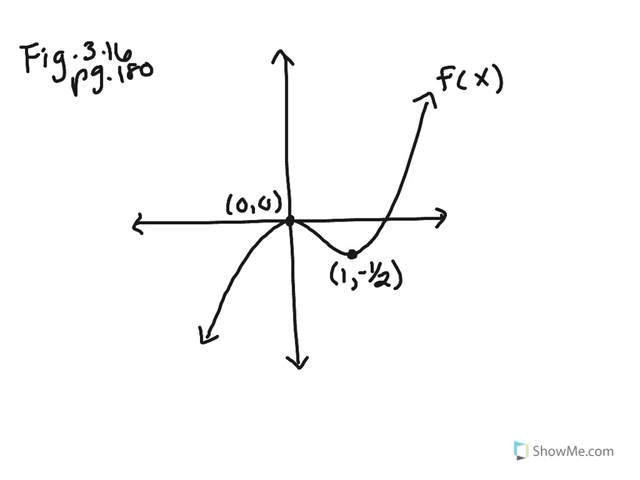 Fig. 3.16
pg. 180
f(x)
(0,0)
(1,-1/2)
ShowMe.com